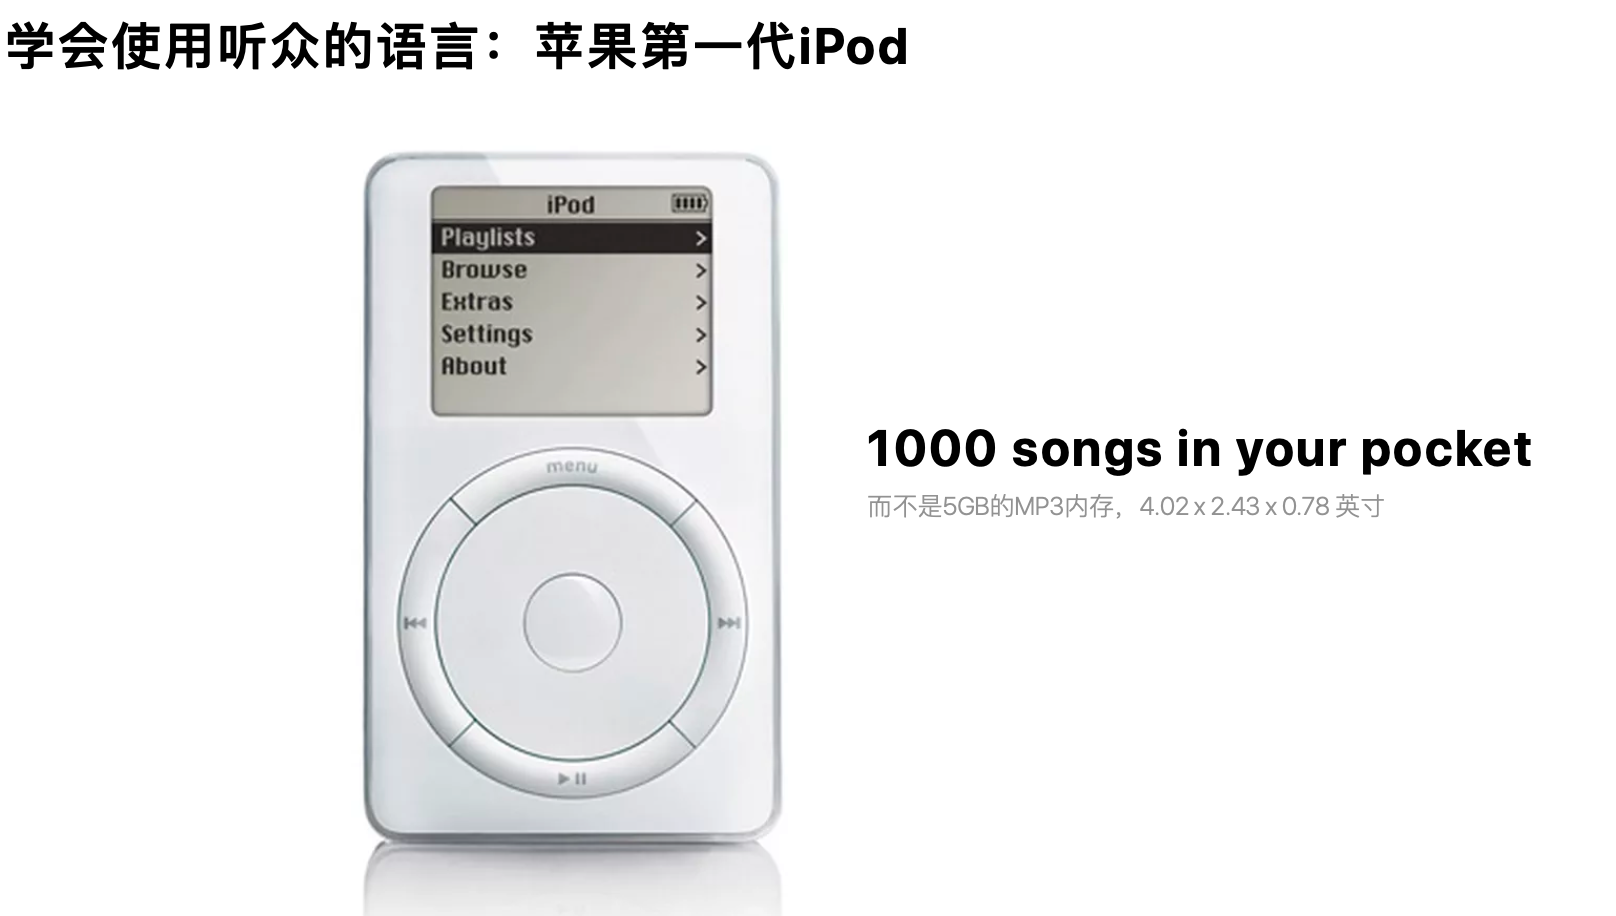 学会使用听众的语言：苹果第一代iPod
iPod
Playlists
Browse
Extras
Settings
About
menu
1000 songs in your pocket
而不是5GB的MP3内存，4.02 x 2.43 x 0.78 英寸